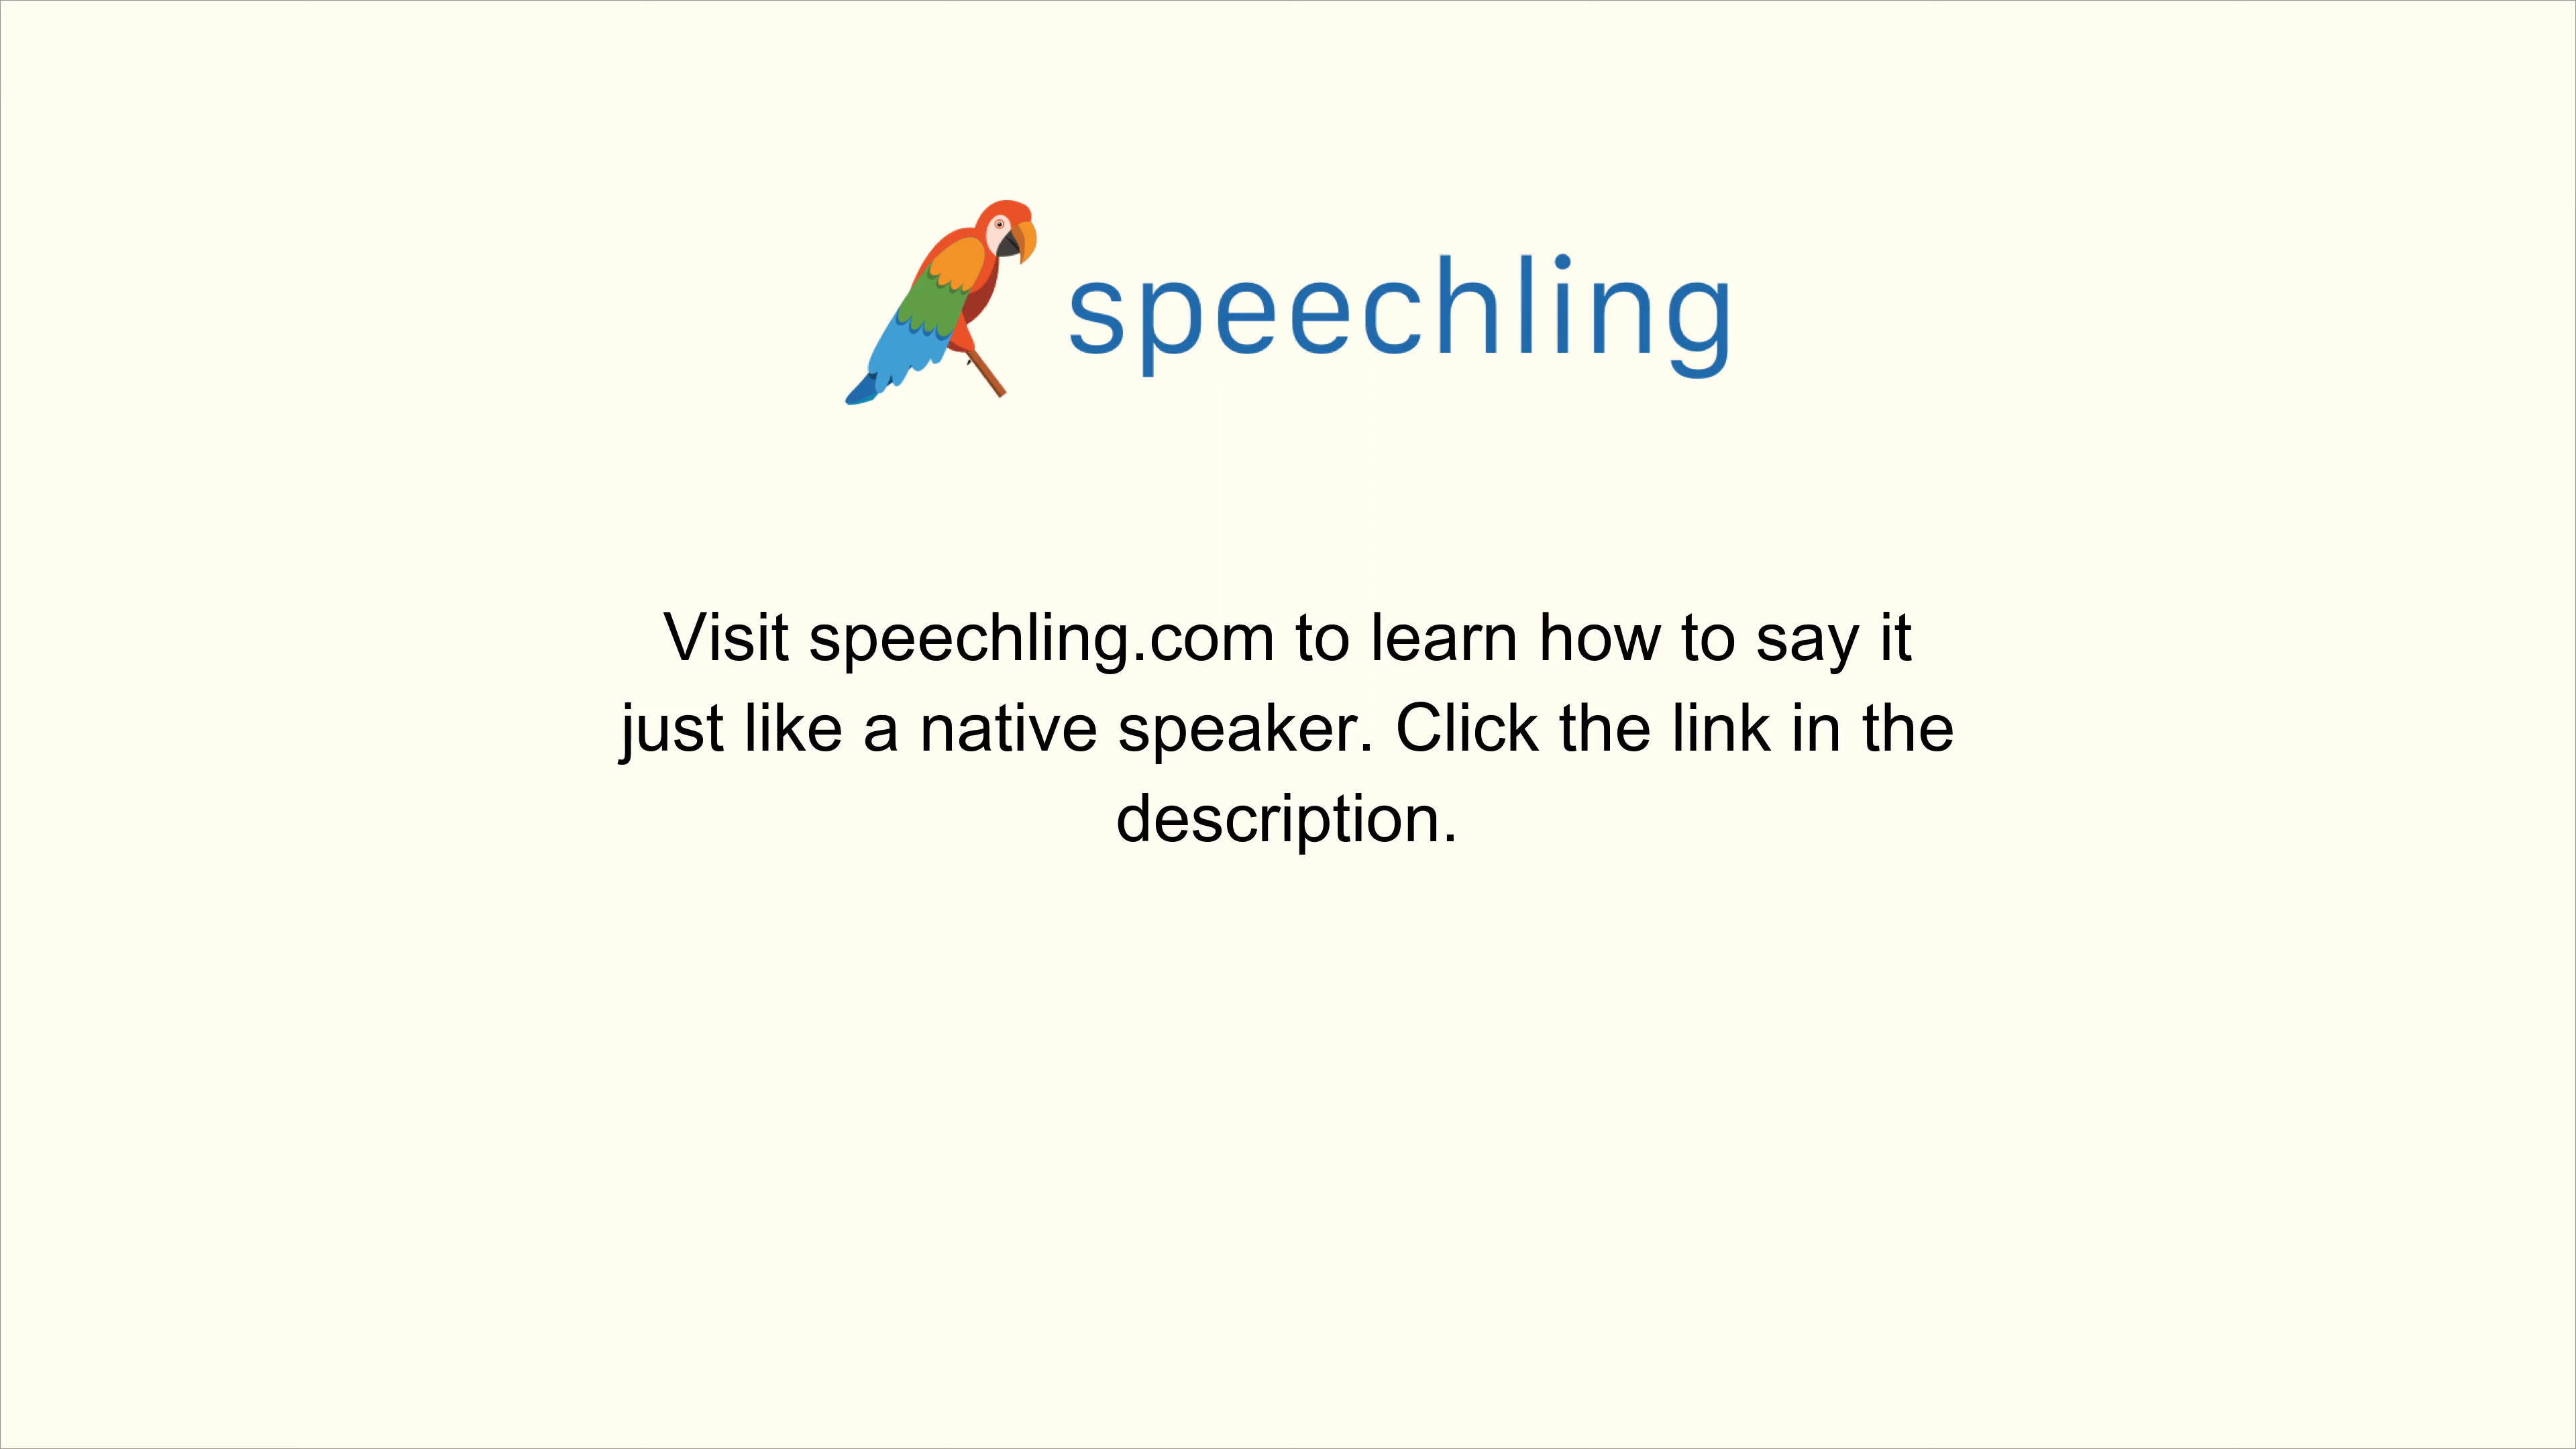 speechling
Visit speechling.com to learn how to say it
just like a native speaker. Click the link in the
description.